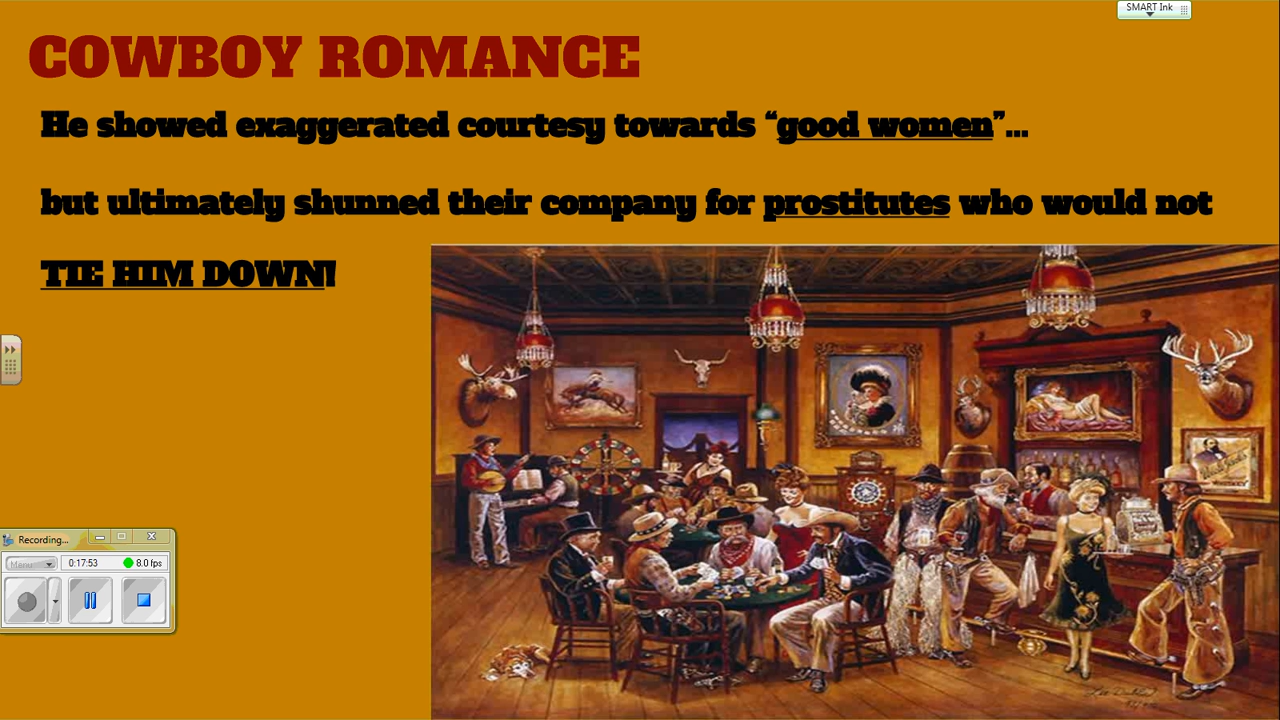 SMART Ink
COWBOY ROMANCE
He showed exaggerated courtesy towards “good women”...
but ultimately shunned their company for prostitutes who would not
TIE HIM DOWN!
Recording...
Menu
0:17:53
8.0 fps